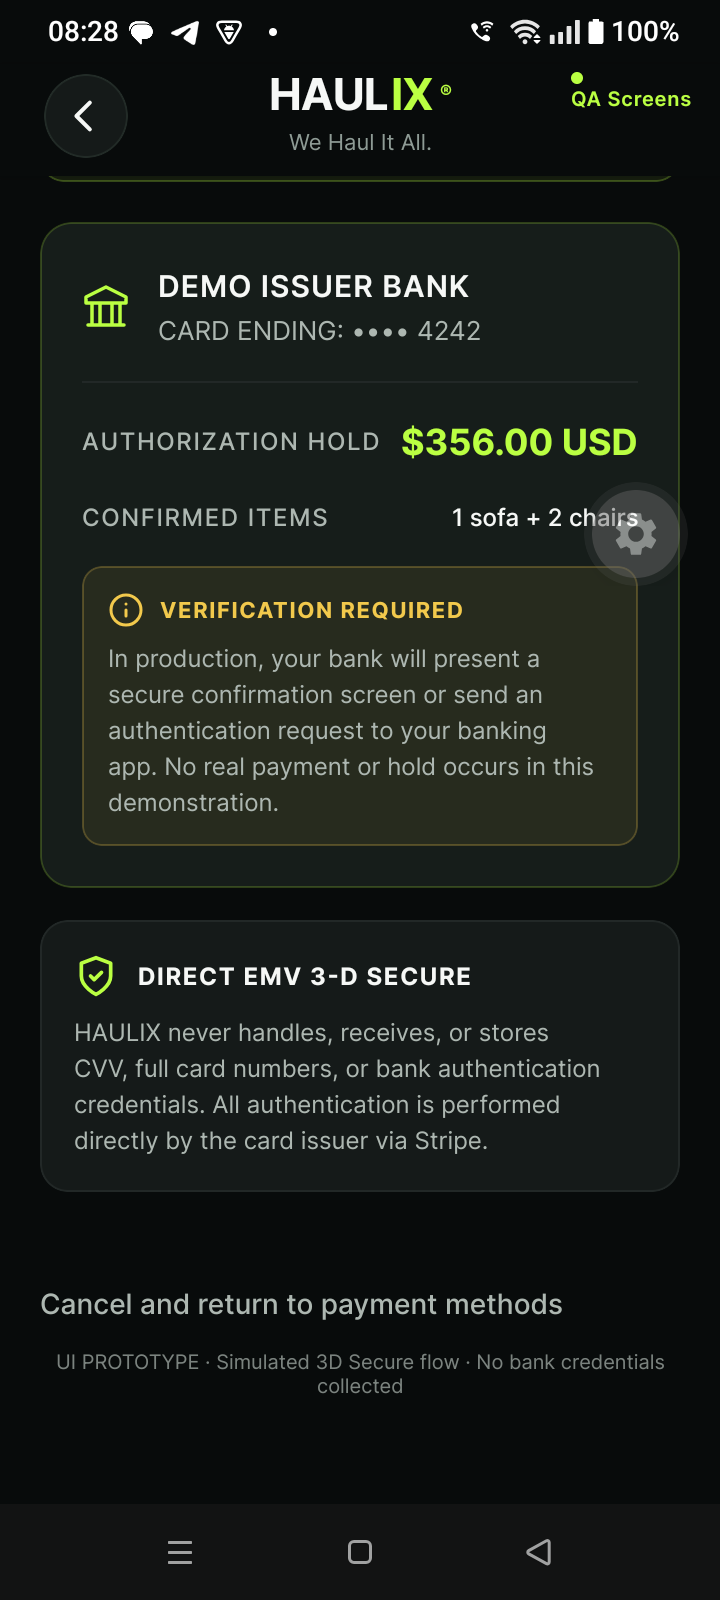 08:28
100%
HAULIX ®
QA Screens
We Haul It All.
DEMO ISSUER BANK
CARD ENDING: •••• 4242
AUTHORIZATION HOLD $356.00 USD
CONFIRMED ITEMS 1 sofa + 2 chairs
VERIFICATION REQUIRED
In production, your bank will present a
secure confirmation screen or send an
authentication request to your banking
app. No real payment or hold occurs in this
demonstration.
DIRECT EMV 3-D SECURE
HAULIX never handles, receives, or stores
CVV, full card numbers, or bank authentication
credentials. All authentication is performed
directly by the card issuer via Stripe.
Cancel and return to payment methods
UI PROTOTYPE · Simulated 3D Secure flow · No bank credentials
collected